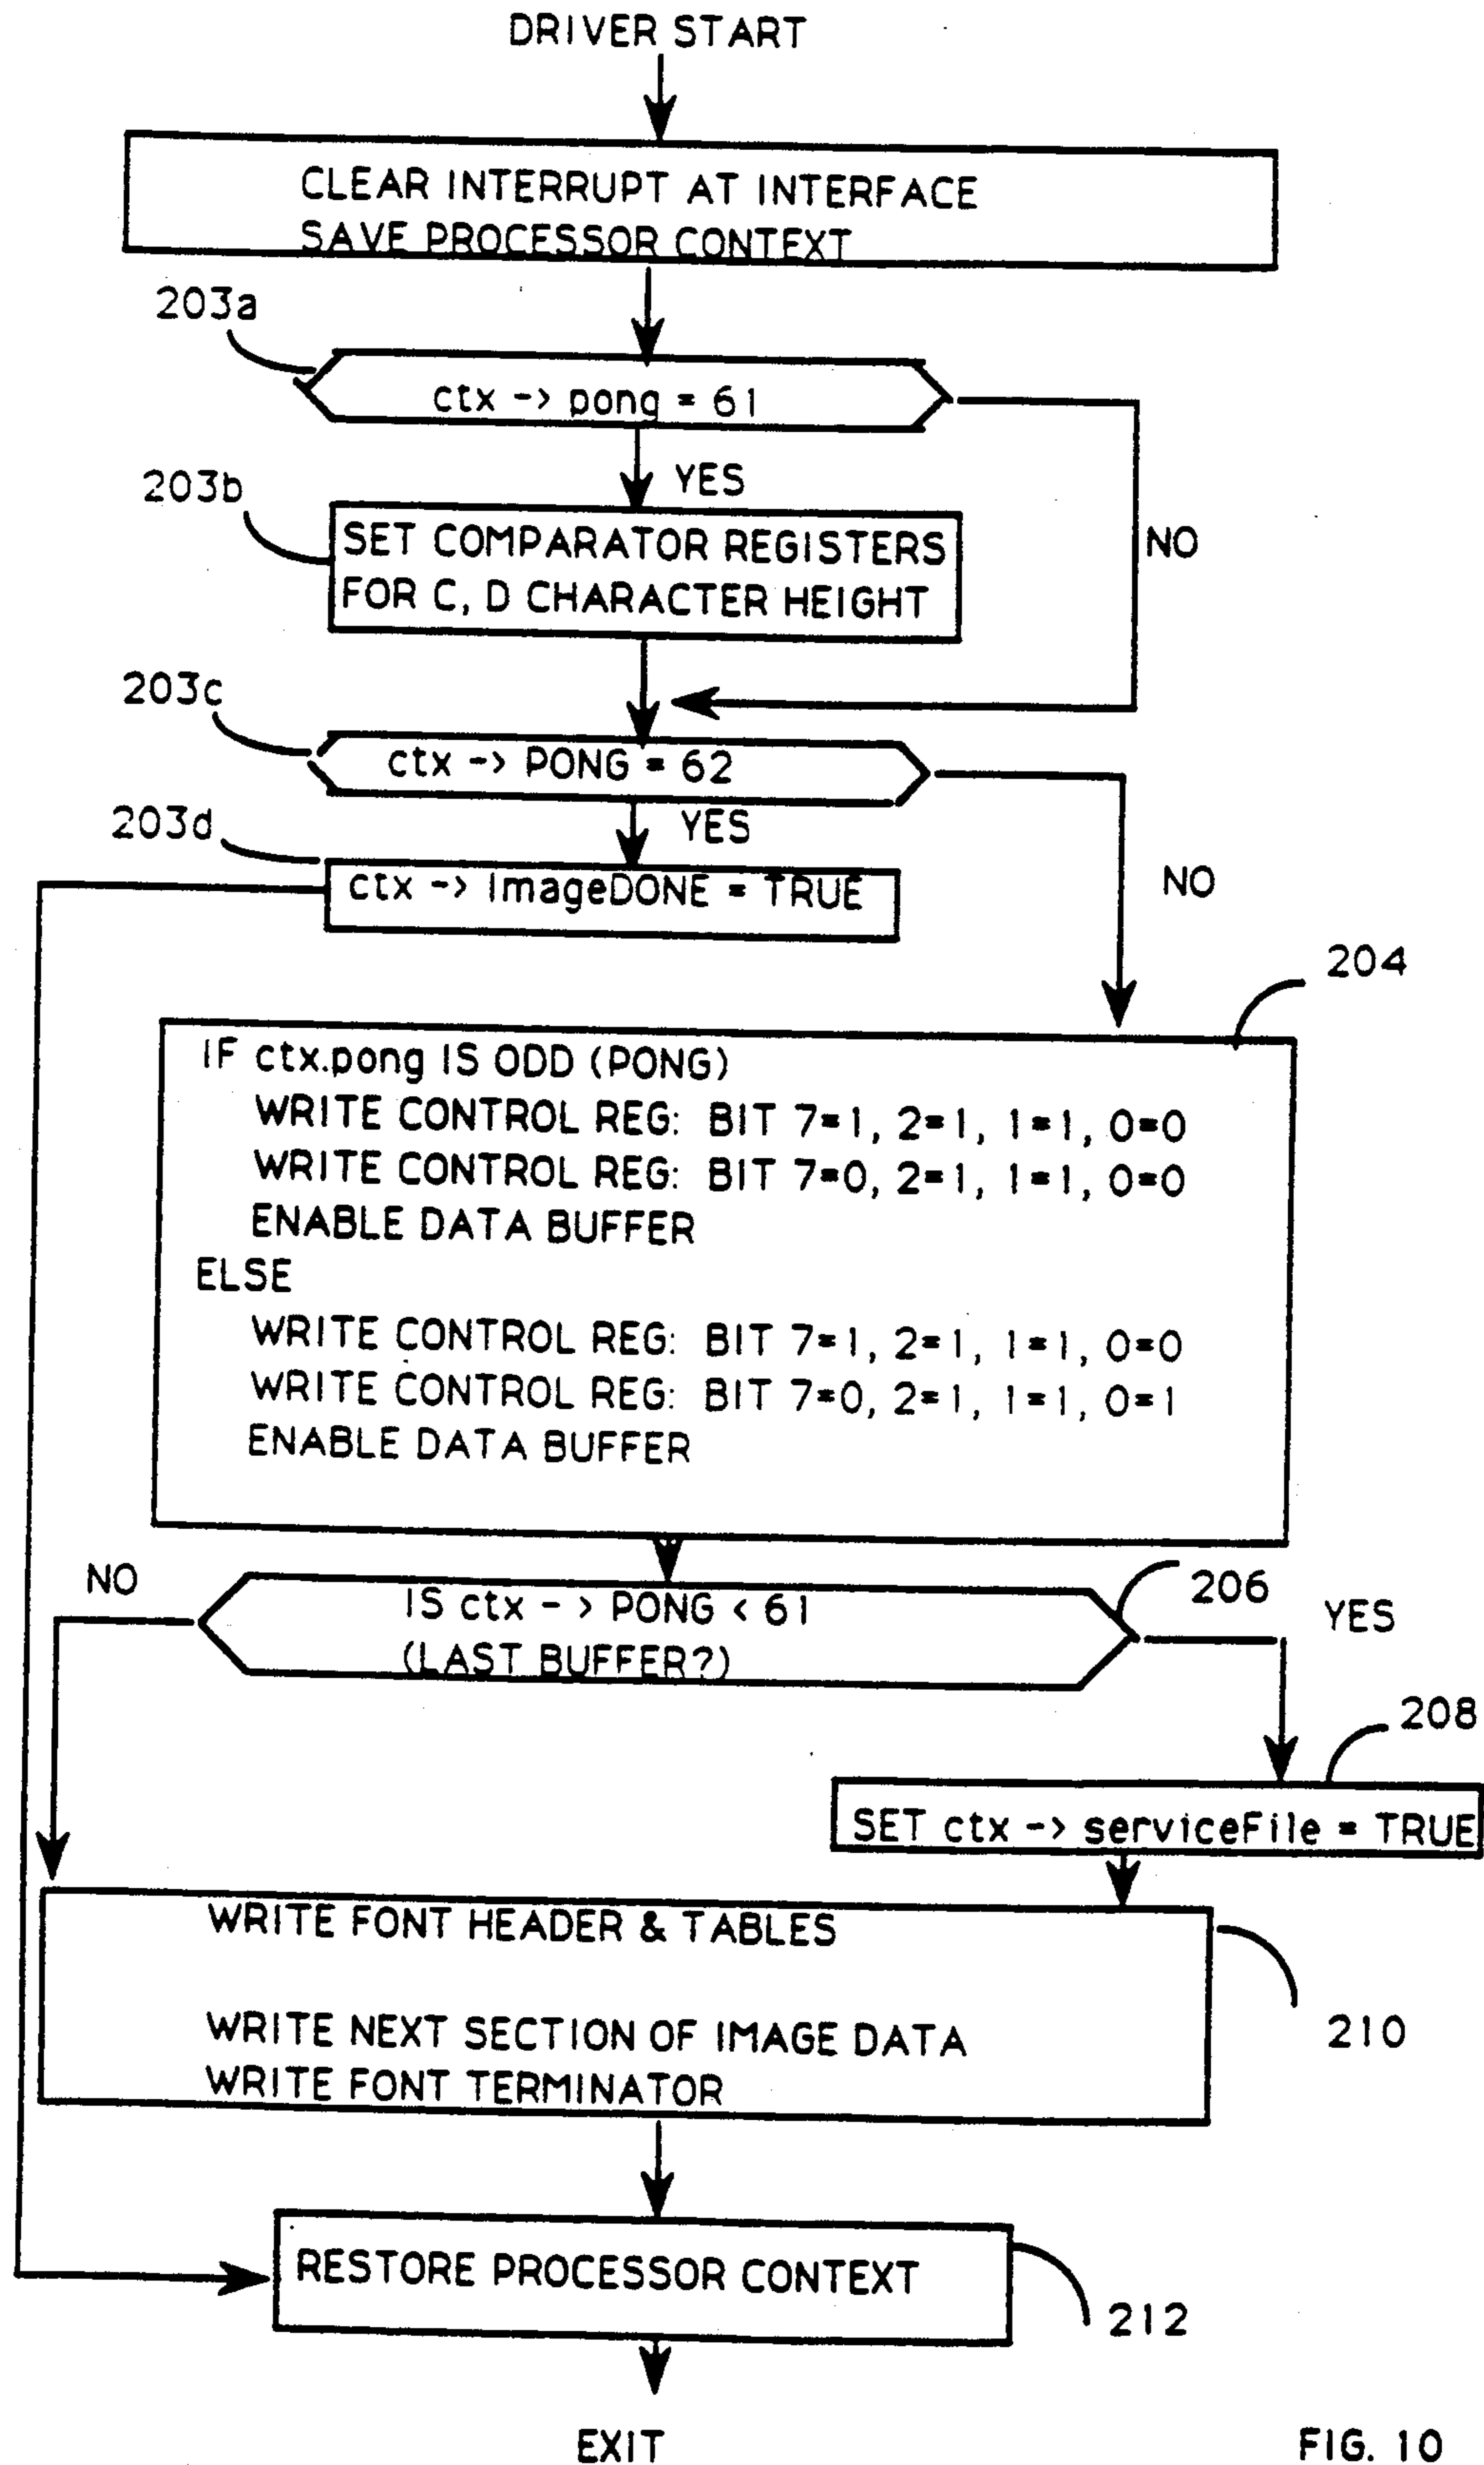 DRIVER START
CLEAR INTERRUPT AT INTERFACE
SAVE PROCESSOR CONTEXT
203a
ctx -> pong = 61
YES
203b
SET COMPARATOR REGISTERS
FOR C, D CHARACTER HEIGHT
NO
203c
ctx -> PONG = 62
203d
YES
ctx -> ImageDONE = TRUE
NO
204
IF ctx.pong IS ODD (PONG)
WRITE CONTROL REG: BIT 7=1, 2=1, 1=1, 0=0
WRITE CONTROL REG: BIT 7=0, 2=1, 1=1, 0=0
ENABLE DATA BUFFER
ELSE
WRITE CONTROL REG: BIT 7=1, 2=1, 1=1, 0=0
WRITE CONTROL REG: BIT 7=0, 2=1, 1=1, 0=1
ENABLE DATA BUFFER
NO
IS ctx - > PONG < 61
(LAST BUFFER?)
206
YES
208
SET ctx -> serviceFile = TRUE
WRITE FONT HEADER & TABLES
WRITE NEXT SECTION OF IMAGE DATA
WRITE FONT TERMINATOR
210
RESTORE PROCESSOR CONTEXT
212
EXIT
FIG. 10